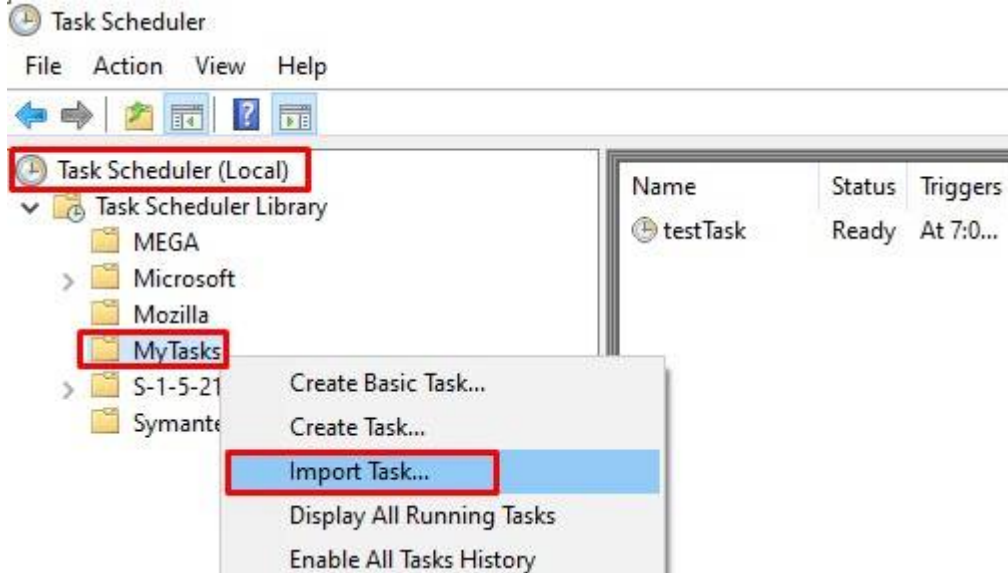 Task Scheduler
File Action View Help
Task Scheduler (Local)
Task Scheduler Library
MEGA
Microsoft
Mozilla
MyTasks
S-1-5-21
Symante
Name Status Triggers
testTask Ready At 7:0...
Create Basic Task...
Create Task...
Import Task...
Display All Running Tasks
Enable All Tasks History